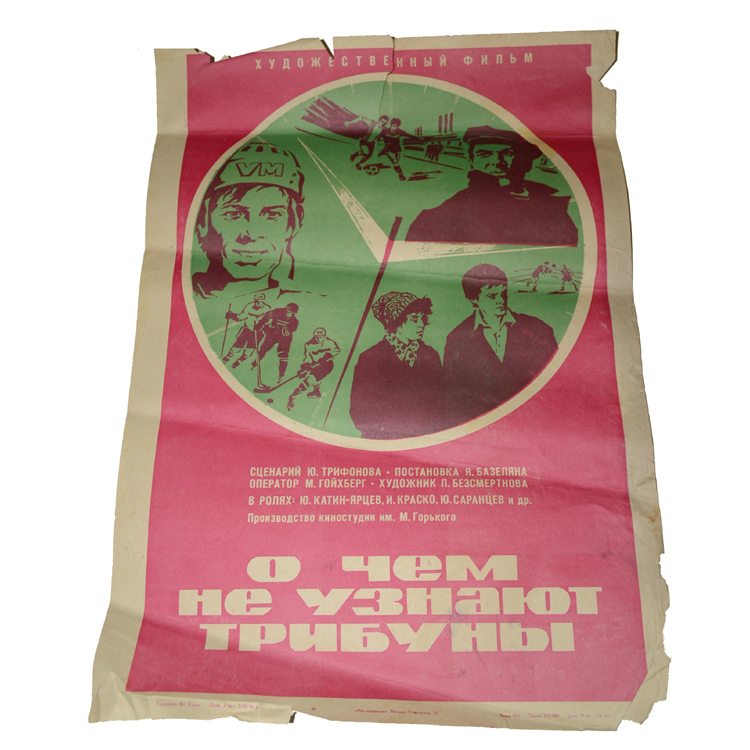 ХУДОЖЕСТВЕННЫЙ ФИЛЬМ
VM
СЦЕНАРИЙ Ю. ТРИФОНОВА · ПОСТАНОВКА Я. БАЗЕЛЯНА
ОПЕРАТОР М. ГОЙХБЕРГ · ХУДОЖНИК Л. БЕЗСМЕРТНОВА
В РОЛЯХ: Ю. КАТИН-ЯРЦЕВ, И. КРАСКО, Ю. САРАНЦЕВ и др.
Производство киностудии им. М. Горького
О ЧЕМ
НЕ УЗНАЮТ
ТРИБУНЫ